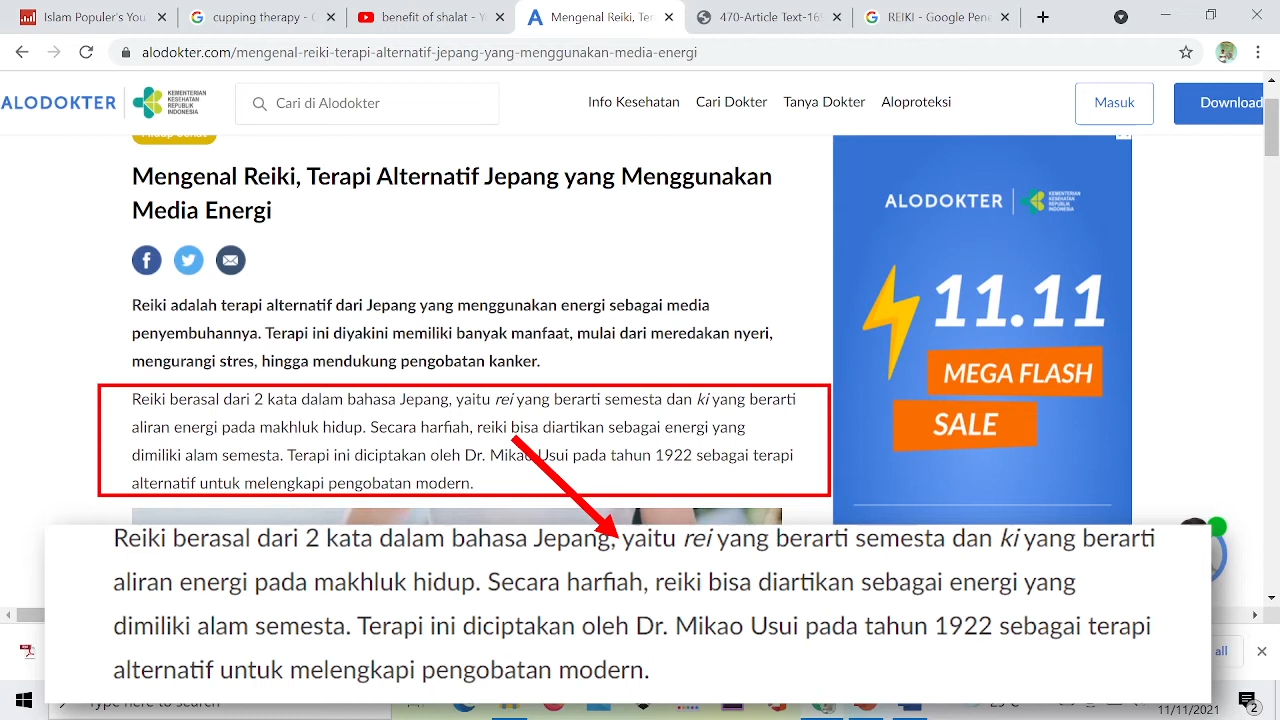 Islam Populer: Masjid
cupping therapy - G
benefit of smiling - Yo
Mengenal Reiki, Tera
REIKI - Google Pene
alodokter.com/mengenal-reiki-terapi-alternatif-jepang-yang-menggunakan-media-energi
ALODOKTER
KEMENTERIAN
KESEHATAN
REPUBLIK
INDONESIA
Cari di Alodokter
Info Kesehatan
Cari Dokter
Tanya Dokter
Aloproteksi
Masuk
Download
Mengenal Reiki, Terapi Alternatif Jepang yang Menggunakan
Media Energi
Reiki adalah terapi alternatif dari Jepang yang menggunakan energi sebagai media
penyembuhannya. Terapi ini diyakini memiliki banyak manfaat, mulai dari meredakan nyeri,
mengurangi stres, hingga mendukung pengobatan kanker.
Reiki berasal dari 2 kata dalam bahasa Jepang, yaitu rei yang berarti semesta dan ki yang berarti
aliran energi pada makhluk hidup. Secara harfiah, reiki bisa diartikan sebagai energi yang
dimiliki alam semesta. Terapi ini diciptakan oleh Dr. Mikao Usui pada tahun 1922 sebagai terapi
alternatif untuk melengkapi pengobatan modern.
ALODOKTER
KEMENTERIAN
KESEHATAN
REPUBLIK
INDONESIA
11.11
MEGA FLASH
SALE
Reiki berasal dari 2 kata dalam bahasa Jepang, yaitu rei yang berarti semesta dan ki yang berarti
aliran energi pada makhluk hidup. Secara harfiah, reiki bisa diartikan sebagai energi yang
dimiliki alam semesta. Terapi ini diciptakan oleh Dr. Mikao Usui pada tahun 1922 sebagai terapi
alternatif untuk melengkapi pengobatan modern.
all
here to search
11/11/2021
2